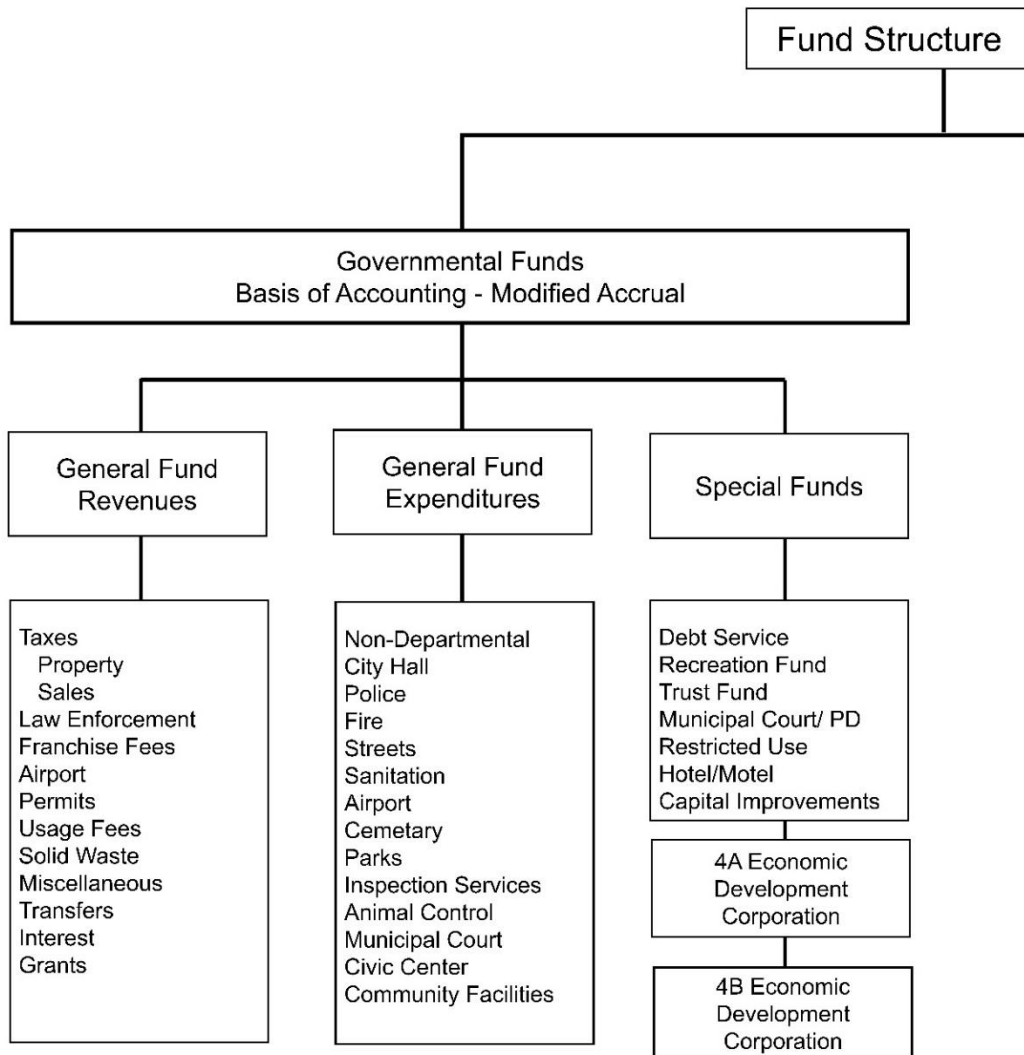 Fund Structure
Governmental Funds
Basis of Accounting - Modified Accrual
General Fund
Revenues
General Fund
Expenditures
Special Funds
Taxes
Property
Sales
Law Enforcement
Franchise Fees
Airport
Permits
Usage Fees
Solid Waste
Miscellaneous
Transfers
Interest
Grants
Non-Departmental
City Hall
Police
Fire
Streets
Sanitation
Airport
Cemetary
Parks
Inspection Services
Animal Control
Municipal Court
Civic Center
Community Facilities
Debt Service
Recreation Fund
Trust Fund
Municipal Court/ PD
Restricted Use
Hotel/Motel
Capital Improvements
4A Economic
Development
Corporation
4B Economic
Development
Corporation